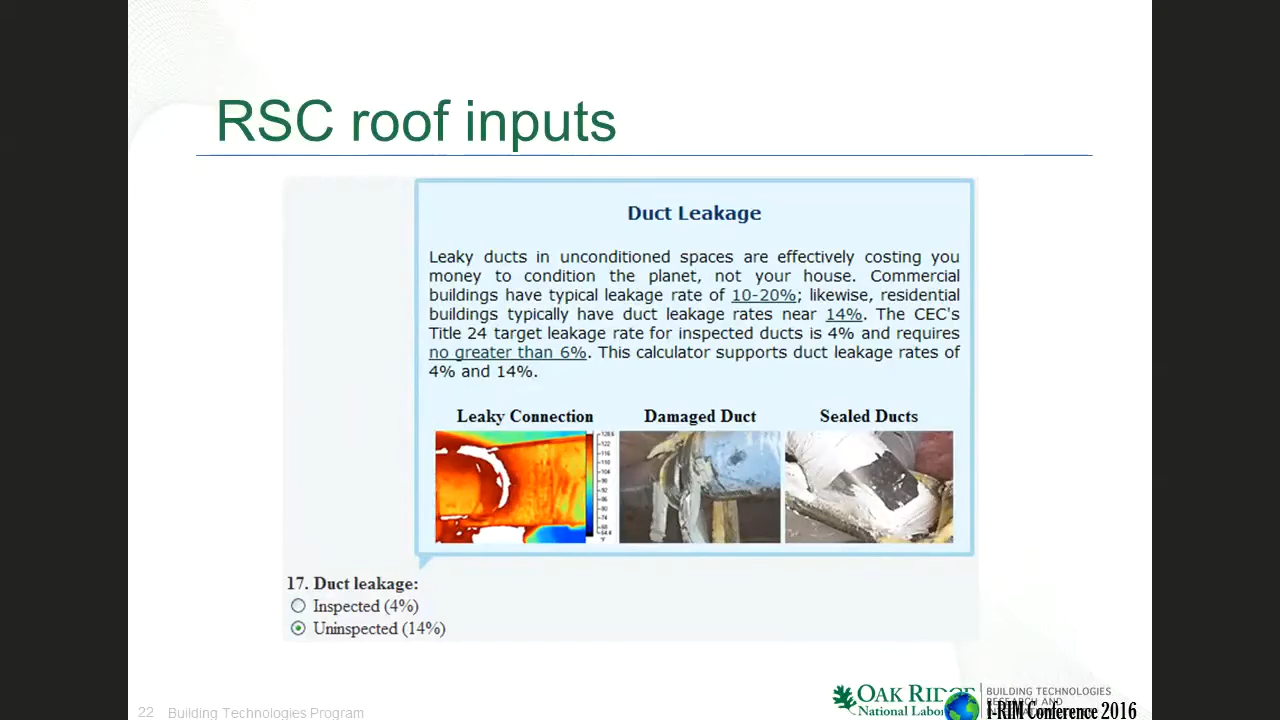 RSC roof inputs
Duct Leakage
Leaky ducts in unconditioned spaces are effectively costing you
money to condition the planet, not your house. Commercial
buildings have typical leakage rate of 10-20%; likewise, residential
buildings typically have duct leakage rates near 14%. The CEC's
Title 24 target leakage rate for inspected ducts is 4% and requires
no greater than 6%. This calculator supports duct leakage rates of
4% and 14%.
Leaky Connection Damaged Duct Sealed Ducts
17. Duct leakage:
Inspected (4%)
Uninspected (14%)
OAK RIDGE
National
BUILDING TECHNOLOGIES
RESEARCH AND
I-RIM Conference 2016
22 Building Technologies Program